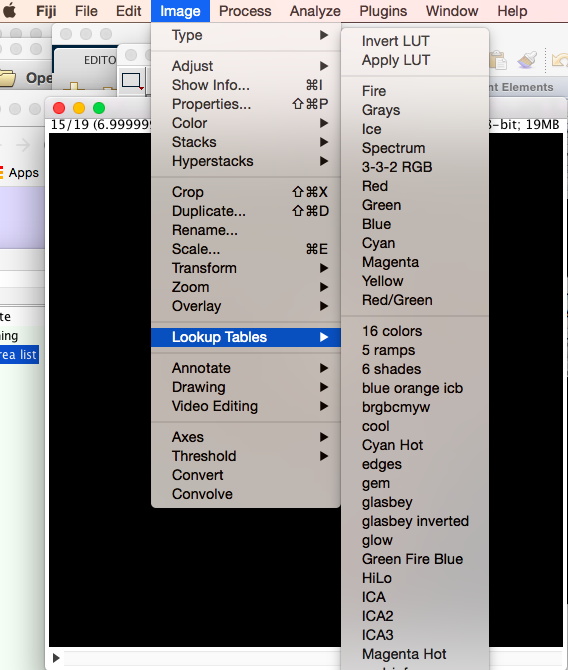 Fiji File Edit Image Process Analyze Plugins Window Help
EDITO
Ope
nt Elements
15/19 (6.999999
8-bit; 19MB
Apps
te
ning
rea list
Type
Adjust
Show Info... ⌘I
Properties... ⇧⌘P
Color
Stacks
Hyperstacks
Crop ⇧⌘X
Duplicate... ⇧⌘D
Rename...
Scale... ⌘E
Transform
Zoom
Overlay
Lookup Tables
Annotate
Drawing
Video Editing
Axes
Threshold
Convert
Convolve
Invert LUT
Apply LUT
Fire
Grays
Ice
Spectrum
3-3-2 RGB
Red
Green
Blue
Cyan
Magenta
Yellow
Red/Green
16 colors
5 ramps
6 shades
blue orange icb
brgbcmyw
cool
Cyan Hot
edges
gem
glasbey
glasbey inverted
glow
Green Fire Blue
HiLo
ICA
ICA2
ICA3
Magenta Hot